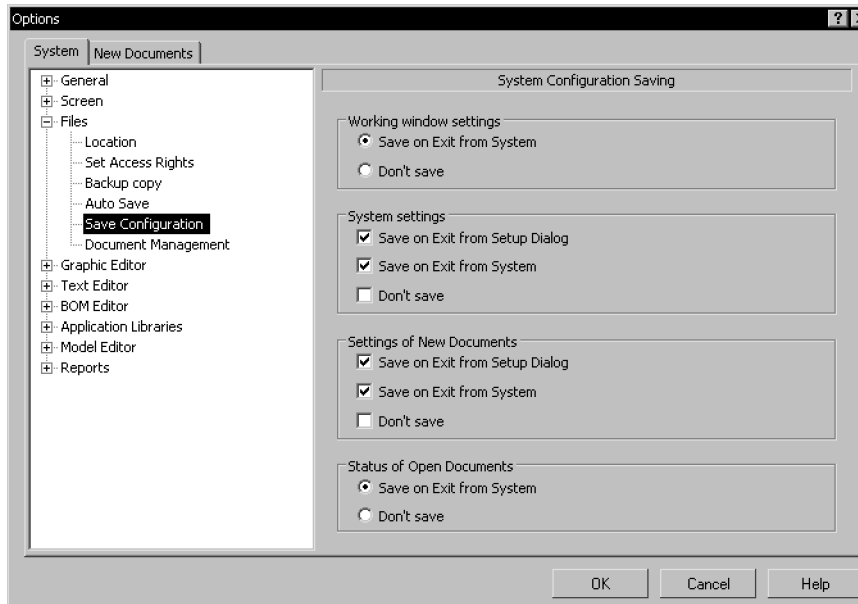 Options
System
New Documents
General
Screen
Files
Location
Set Access Rights
Backup copy
Auto Save
Save Configuration
Document Management
Graphic Editor
Text Editor
BOM Editor
Application Libraries
Model Editor
Reports
System Configuration Saving
Working window settings
Save on Exit from System
Don't save
System settings
Save on Exit from Setup Dialog
Save on Exit from System
Don't save
Settings of New Documents
Save on Exit from Setup Dialog
Save on Exit from System
Don't save
Status of Open Documents
Save on Exit from System
Don't save
OK Cancel Help